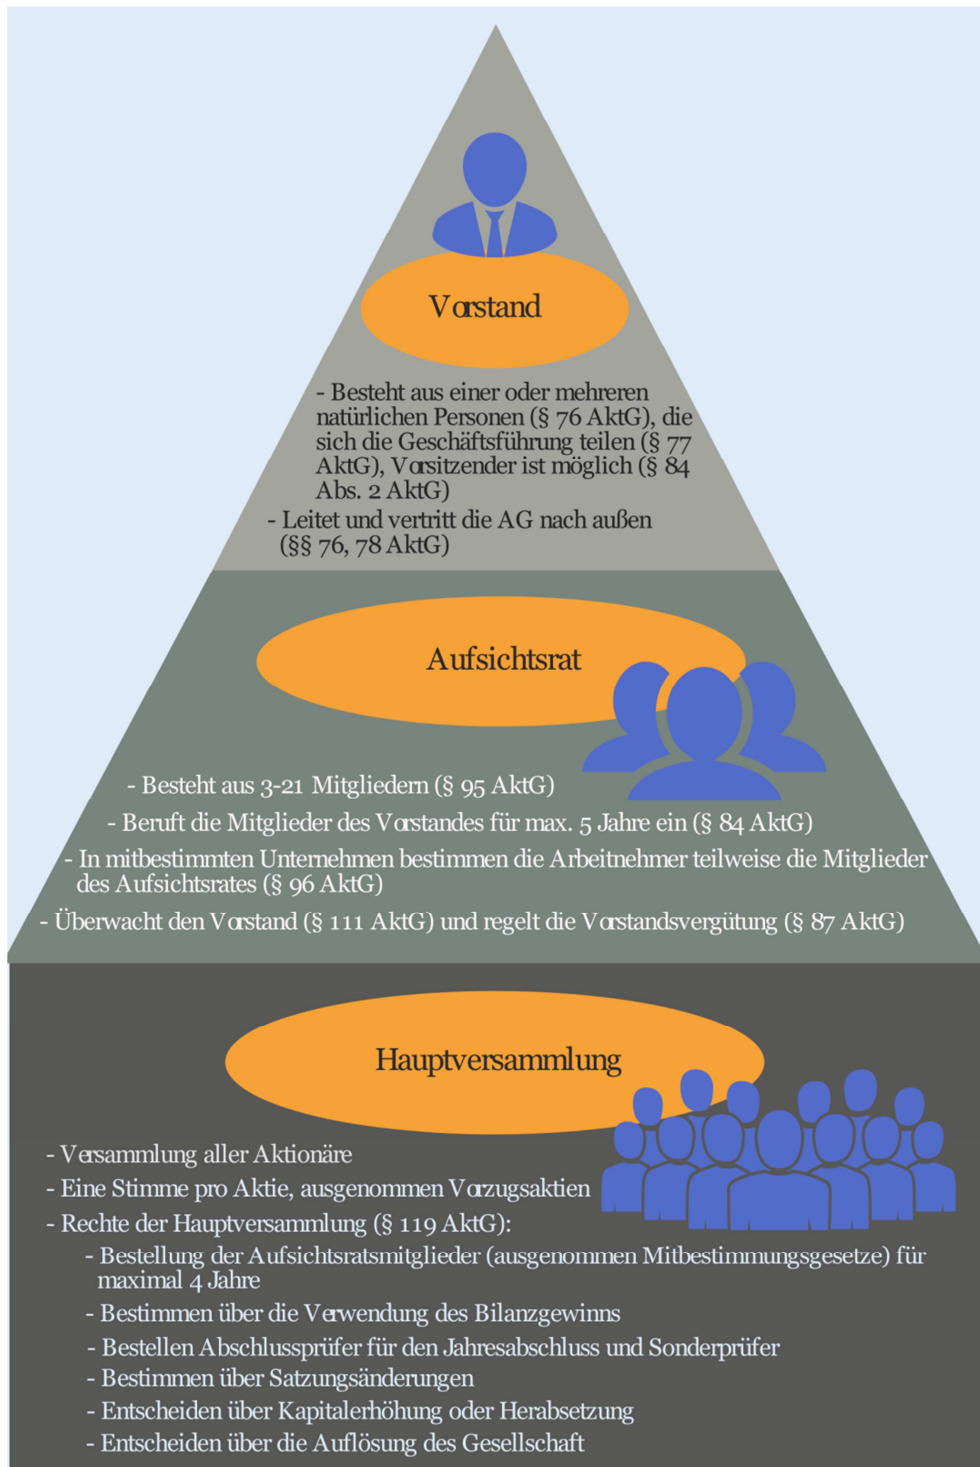 Vorstand
- Besteht aus einer oder mehreren
natürlichen Personen (§ 76 AktG), die
sich die Geschäftsführung teilen (§ 77
AktG), Vorsitzender ist möglich (§ 84
Abs. 2 AktG)
- Leitet und vertritt die AG nach außen
(§§ 76, 78 AktG)
Aufsichtsrat
- Besteht aus 3-21 Mitgliedern (§ 95 AktG)
- Beruft die Mitglieder des Vorstandes für max. 5 Jahre ein (§ 84 AktG)
- In mitbestimmten Unternehmen bestimmen die Arbeitnehmer teilweise die Mitglieder
des Aufsichtsrates (§ 96 AktG)
- Überwacht den Vorstand (§ 111 AktG) und regelt die Vorstandsvergütung (§ 87 AktG)
Hauptversammlung
- Versammlung aller Aktionäre
- Eine Stimme pro Aktie, ausgenommen Vorzugsaktien
- Rechte der Hauptversammlung (§ 119 AktG):
- Bestellung der Aufsichtsratsmitglieder (ausgenommen Mitbestimmungsgesetze) für
maximal 4 Jahre
- Bestimmen über die Verwendung des Bilanzgewinns
- Bestellen Abschlussprüfer für den Jahresabschluss und Sonderprüfer
- Bestimmen über Satzungsänderungen
- Entscheiden über Kapitalerhöhung oder Herabsetzung
- Entscheiden über die Auflösung des Gesellschaft